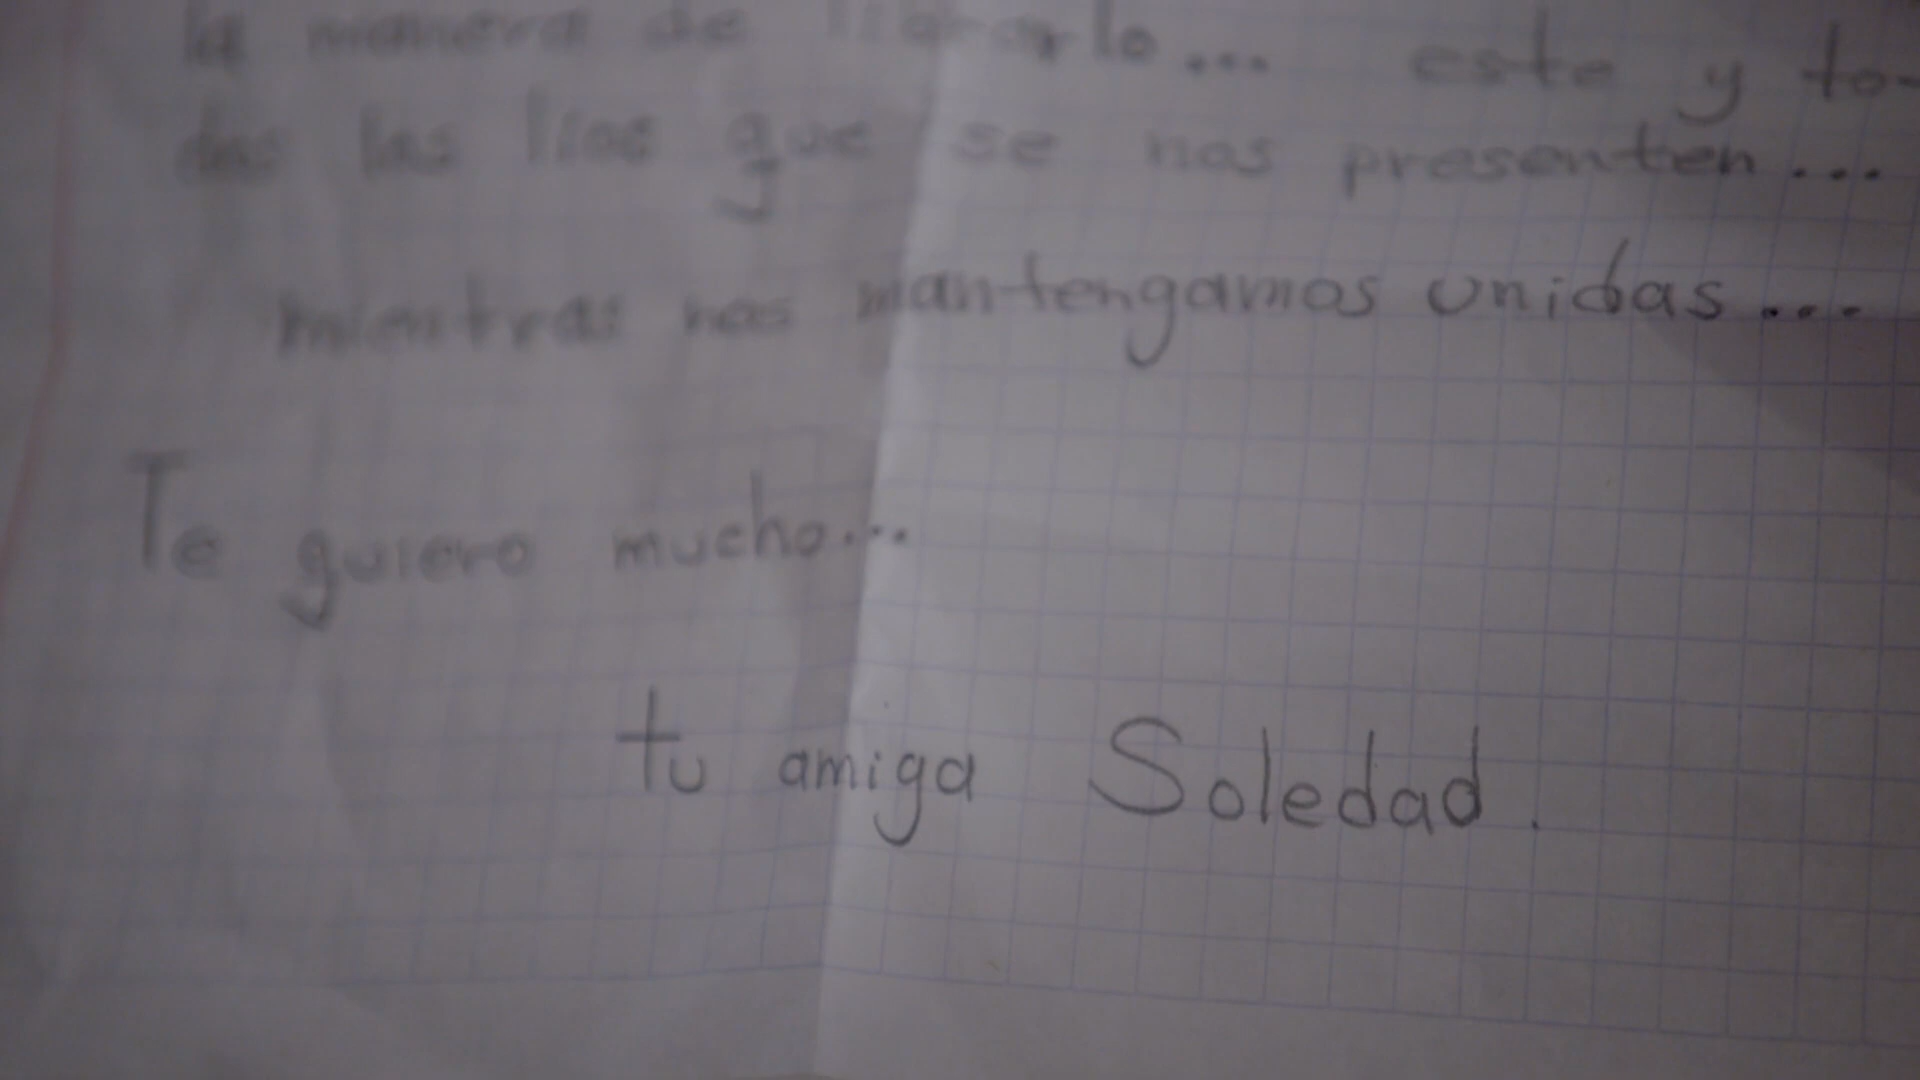 la manera de librarlo... este y to-
dos los líos que se nos presenten...
mientras nos mantengamos unidas...
Te quiero mucho...
tu amiga Soledad.